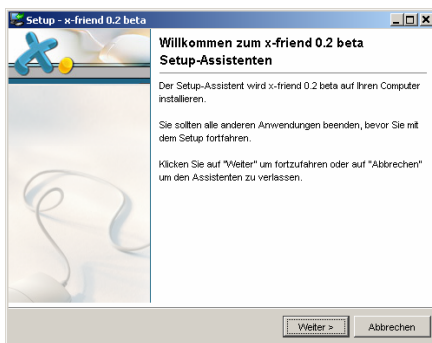 Setup - x-friend 0.2 beta
Willkommen zum x-friend 0.2 beta
Setup-Assistenten
Der Setup-Assistent wird x-friend 0.2 beta auf Ihren Computer
installieren.
Sie sollten alle anderen Anwendungen beenden, bevor Sie mit
dem Setup fortfahren.
Klicken Sie auf "Weiter" um fortzufahren oder auf "Abbrechen"
um den Assistenten zu verlassen.
Weiter > Abbrechen